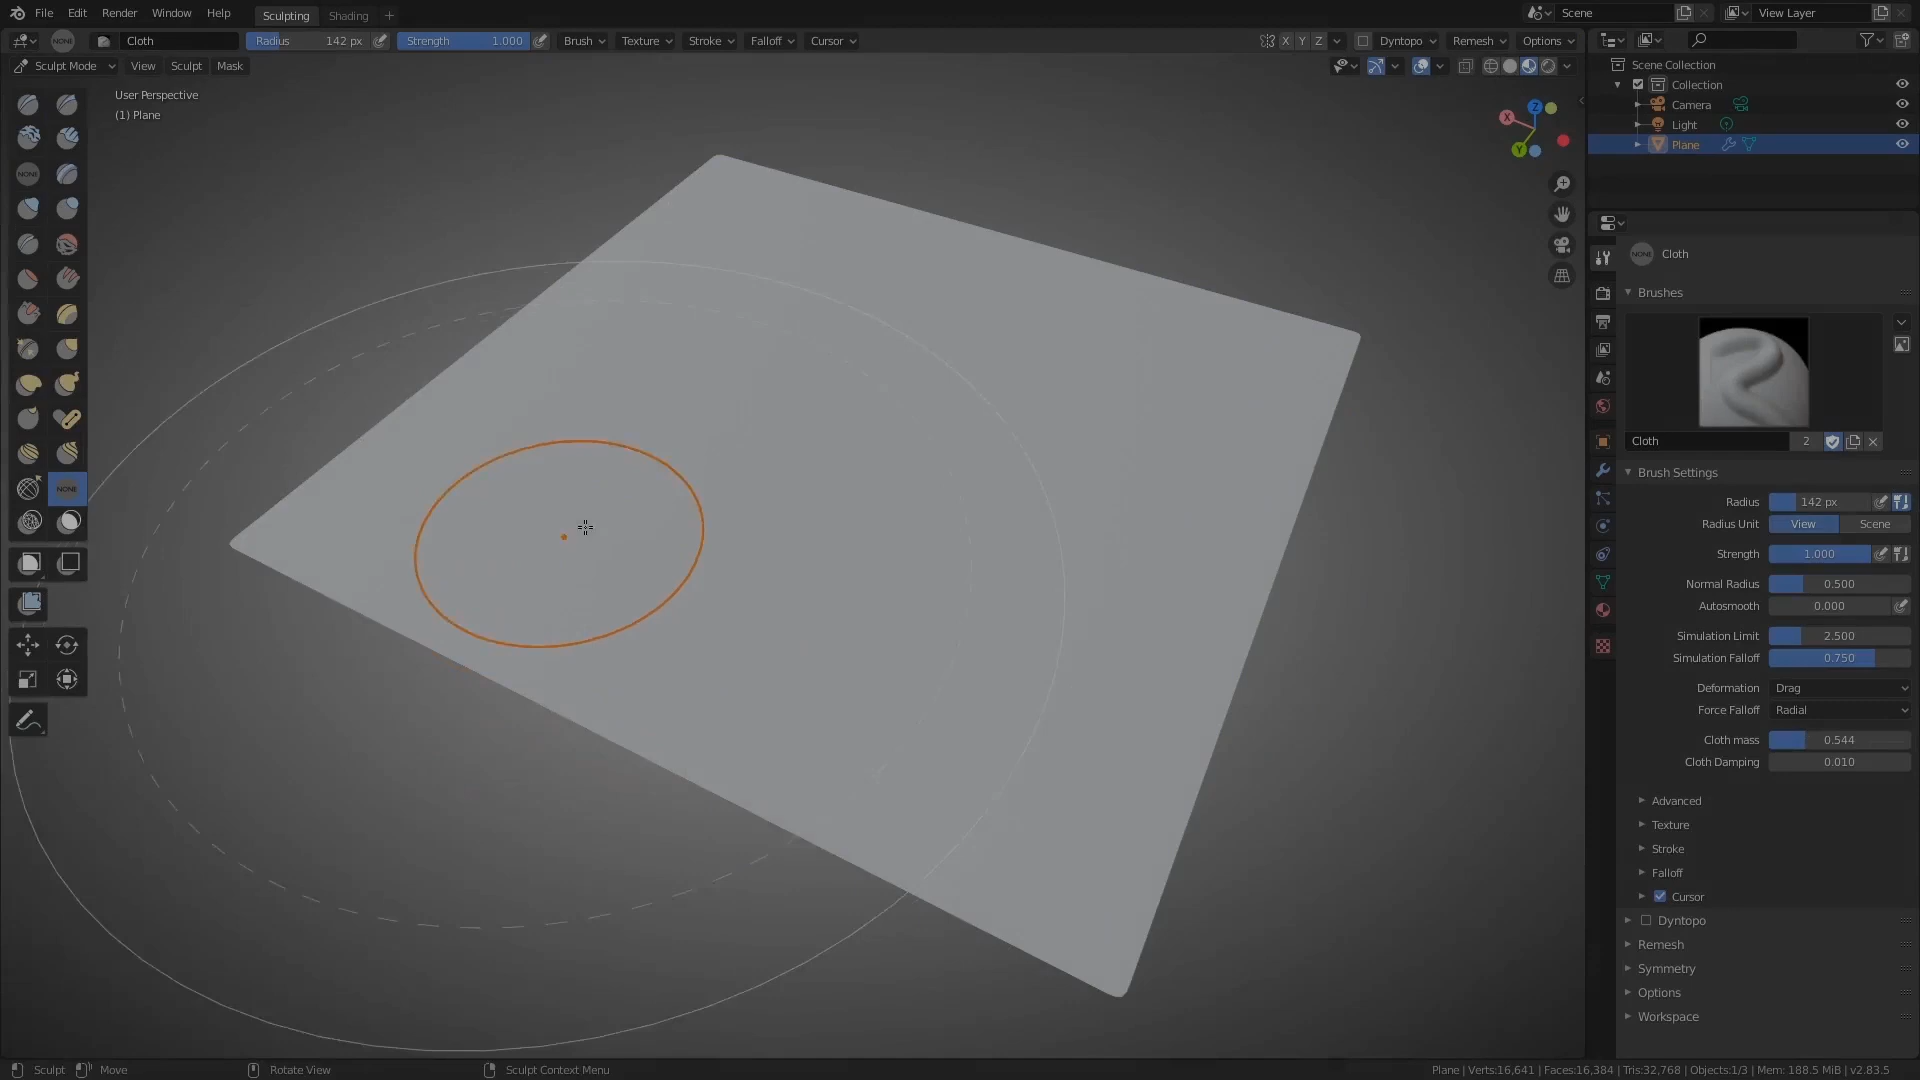 File Edit Render Window Help Sculpting Shading + Scene View Layer
NONE Cloth Radius 142 px Strength 1.000 Brush Texture Stroke Falloff Cursor X Y Z Dyntopo Remesh Options
Sculpt Mode View Sculpt Mask
User Perspective
(1) Plane
Z
X
Y
NONE
NONE
Scene Collection
Collection
Camera
Light
Plane
NONE Cloth
Brushes
Cloth 2
Brush Settings
Radius 142 px
Radius Unit View Scene
Strength 1.000
Normal Radius 0.500
Autosmooth 0.000
Simulation Limit 2.500
Simulation Falloff 0.750
Deformation Drag
Force Falloff Radial
Cloth mass 0.544
Cloth Damping 0.010
Advanced
Texture
Stroke
Falloff
Cursor
Dyntopo
Remesh
Symmetry
Options
Workspace
Sculpt Move Rotate View Sculpt Context Menu Plane | Verts:16,641 | Faces:16,384 | Tris:32,768 | Objects:1/3 | Mem: 188.5 MiB | v2.83.5